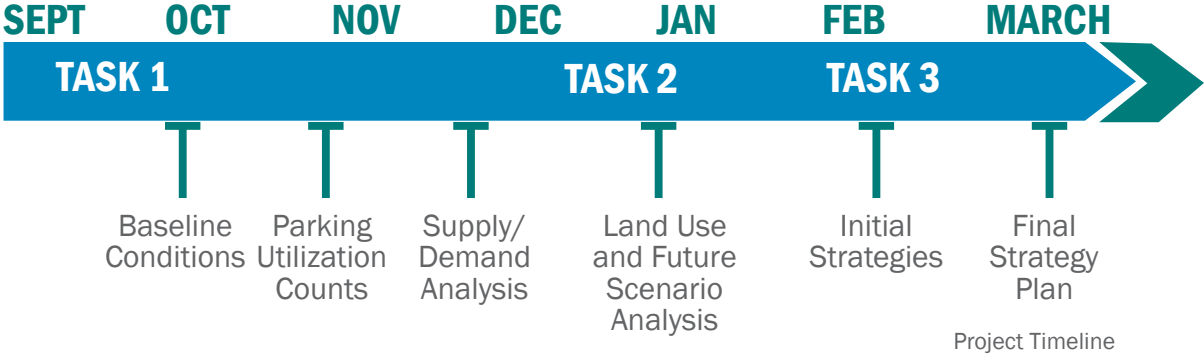 SEPT OCT NOV DEC JAN FEB MARCH
TASK 1 TASK 2 TASK 3
Baseline
Conditions
Parking
Utilization
Counts
Supply/
Demand
Analysis
Land Use
and Future
Scenario
Analysis
Initial
Strategies
Final
Strategy
Plan
Project Timeline